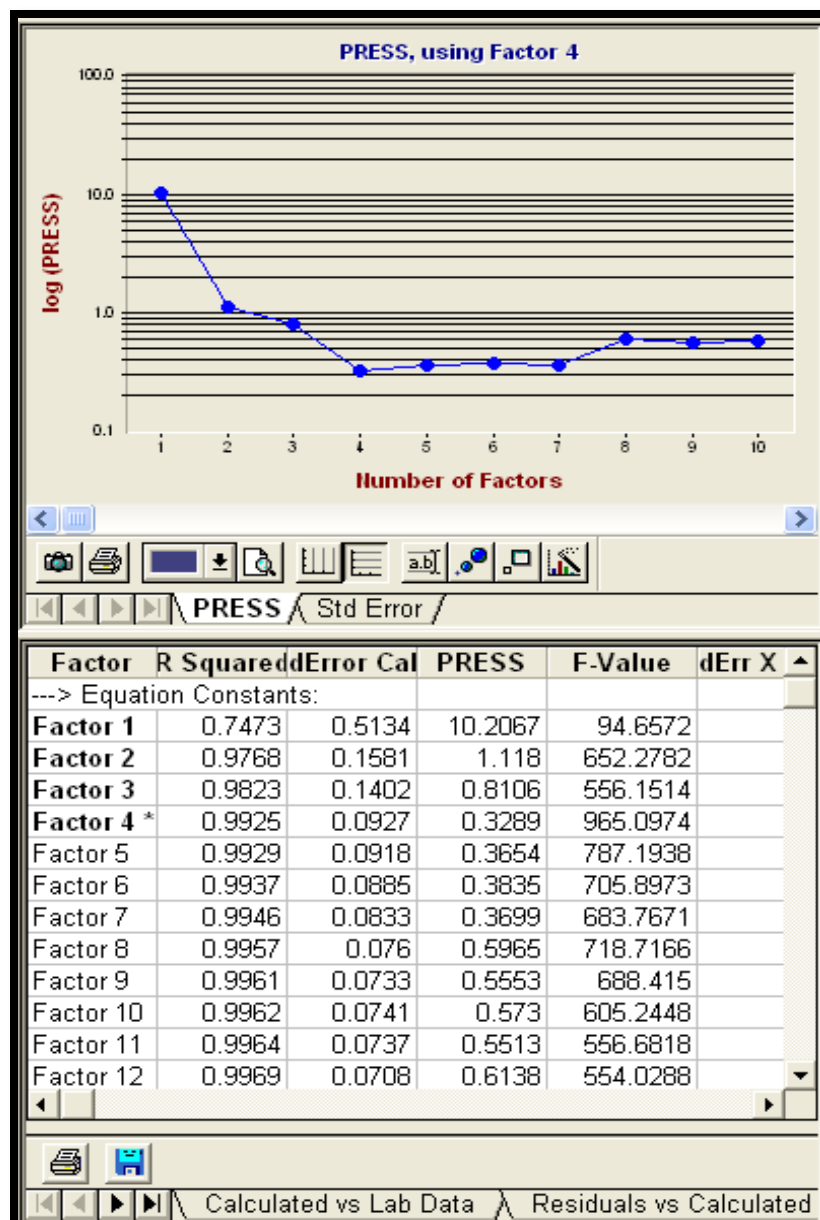 PRESS, using Factor 4
log (PRESS)
100.0
10.0
1.0
0.1
1 2 3 4 5 6 7 8 9 10
Number of Factors
a.b
PRESS Std Error
Factor R Squared dError Cal PRESS F-Value dErr X
---> Equation Constants:
Factor 1 0.7473 0.5134 10.2067 94.6572
Factor 2 0.9768 0.1581 1.118 652.2782
Factor 3 0.9823 0.1402 0.8106 556.1514
Factor 4 * 0.9925 0.0927 0.3289 965.0974
Factor 5 0.9929 0.0918 0.3654 787.1938
Factor 6 0.9937 0.0885 0.3835 705.8973
Factor 7 0.9946 0.0833 0.3699 683.7671
Factor 8 0.9957 0.076 0.5965 718.7166
Factor 9 0.9961 0.0733 0.5553 688.415
Factor 10 0.9962 0.0741 0.573 605.2448
Factor 11 0.9964 0.0737 0.5513 556.6818
Factor 12 0.9969 0.0708 0.6138 554.0288
Calculated vs Lab Data Residuals vs Calculated